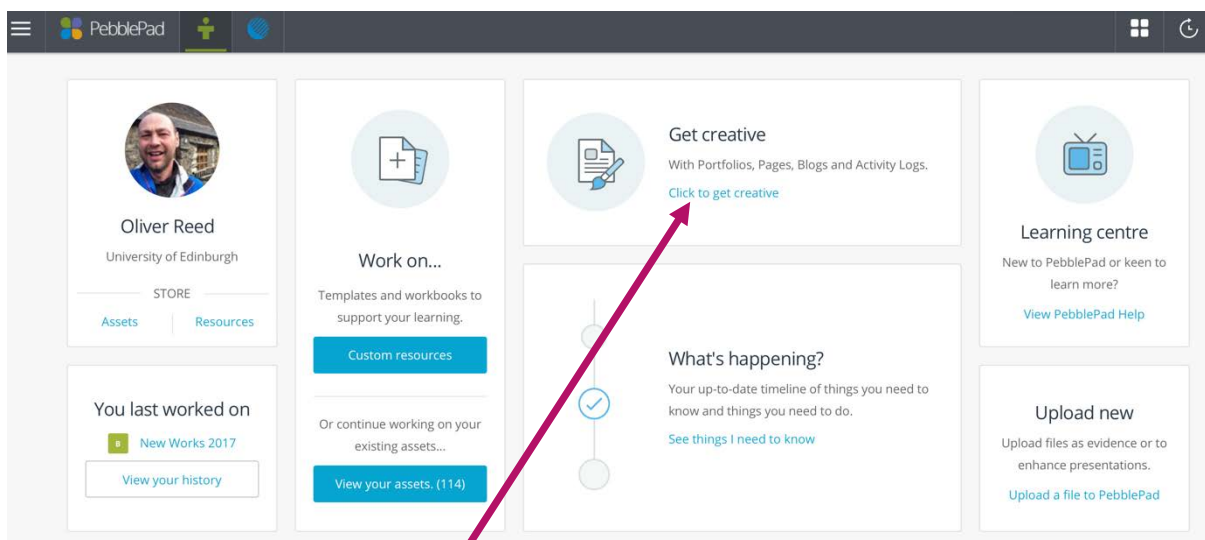 PebblePad
Oliver Reed
University of Edinburgh
STORE
Assets
Resources
You last worked on
B
New Works 2017
View your history
Work on...
Templates and workbooks to
support your learning.
Custom resources
Or continue working on your
existing assets...
View your assets. (114)
Get creative
With Portfolios, Pages, Blogs and Activity Logs.
Click to get creative
What's happening?
Your up-to-date timeline of things you need to
know and things you need to do.
See things I need to know
Learning centre
New to PebblePad or keen to
learn more?
View PebblePad Help
Upload new
Upload files as evidence or to
enhance presentations.
Upload a file to PebblePad